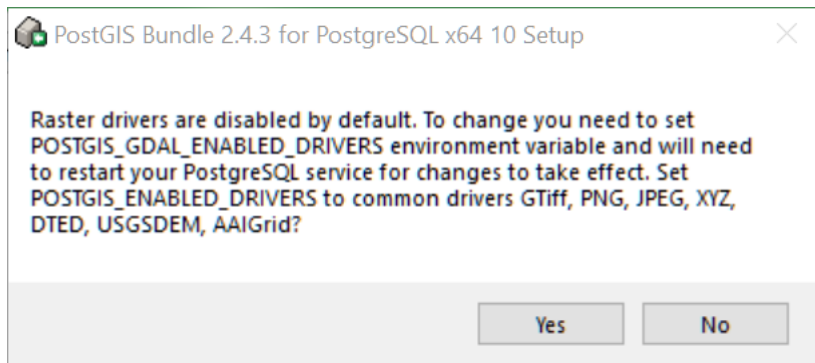 PostGIS Bundle 2.4.3 for PostgreSQL x64 10 Setup
Raster drivers are disabled by default. To change you need to set
POSTGIS_GDAL_ENABLED_DRIVERS environment variable and will need
to restart your PostgreSQL service for changes to take effect. Set
POSTGIS_ENABLED_DRIVERS to common drivers GTiff, PNG, JPEG, XYZ,
DTED, USGSDEM, AAIGrid?
Yes No